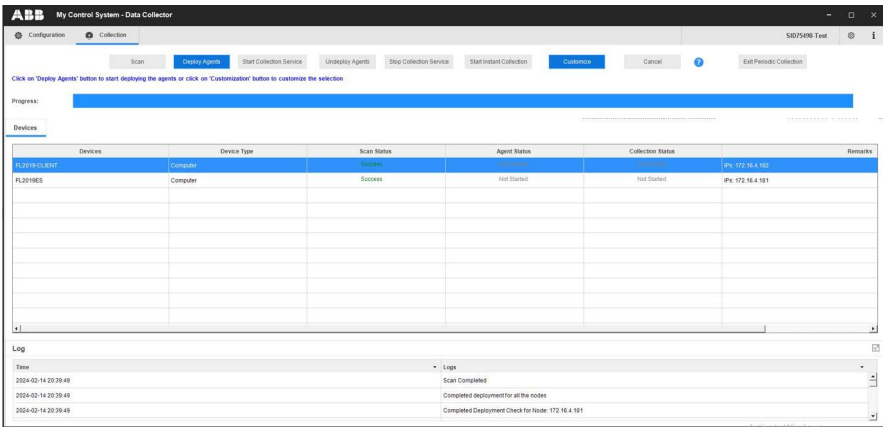 ABB My Control System - Data Collector
Configuration Collection SID75490-Test
Scan Deploy Agents Start Collection Service Undeploy Agents Stop Collection Service Start Instant Collection Customize Cancel ? Exit Periodic Collection
Click on 'Deploy Agents' button to start deploying the agents or click on 'Customization' button to customize the selection
Progress:
Devices
Devices Device Type Scan Status Agent Status Collection Status Remarks
FL2019-CLIENT Computer Success IPs: 172.16.4.182
FL2019ES Computer Success Not Started Not Started IPs: 172.16.4.181
Log
Time Logs
2024-02-14 20:39:49 Scan Completed
2024-02-14 20:39:49 Completed deployment for all the nodes
2024-02-14 20:39:49 Completed Deployment Check for Node: 172.16.4.181